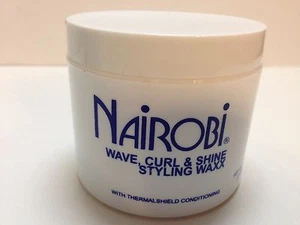 NAIROBI®
WAVE, CURL & SHINE
STYLING WAXX
WITH THERMALSHIELD CONDITIONING